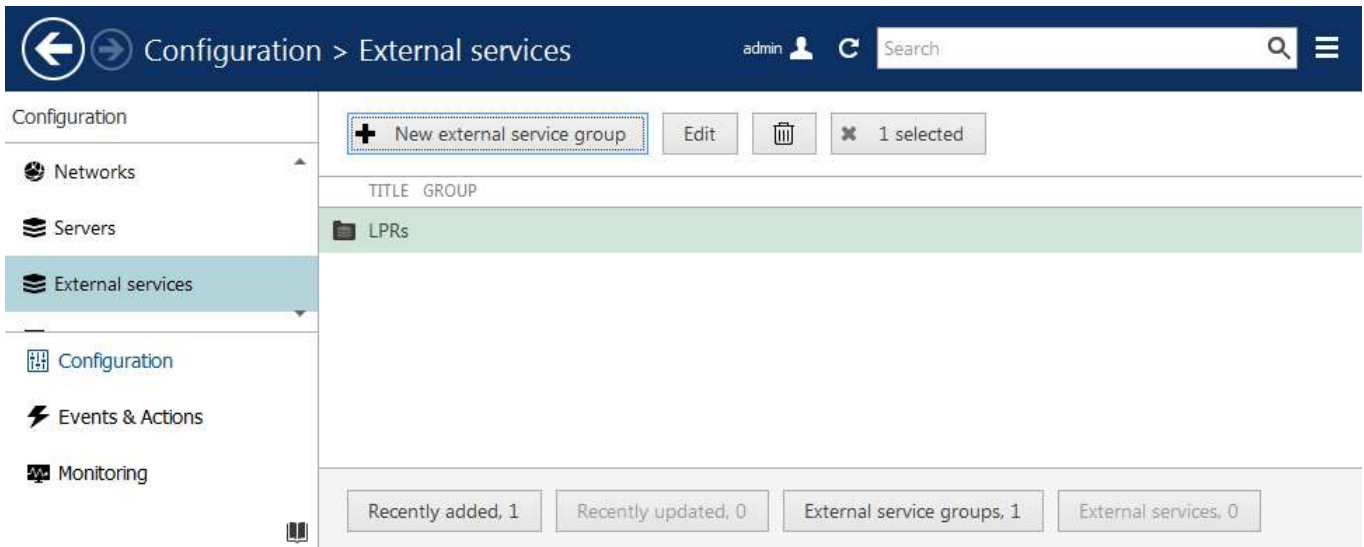 Configuration > External services
admin
Search
Configuration
Networks
Servers
External services
Configuration
Events & Actions
Monitoring
New external service group
Edit
1 selected
TITLE GROUP
LPRs
Recently added, 1
Recently updated, 0
External service groups, 1
External services, 0